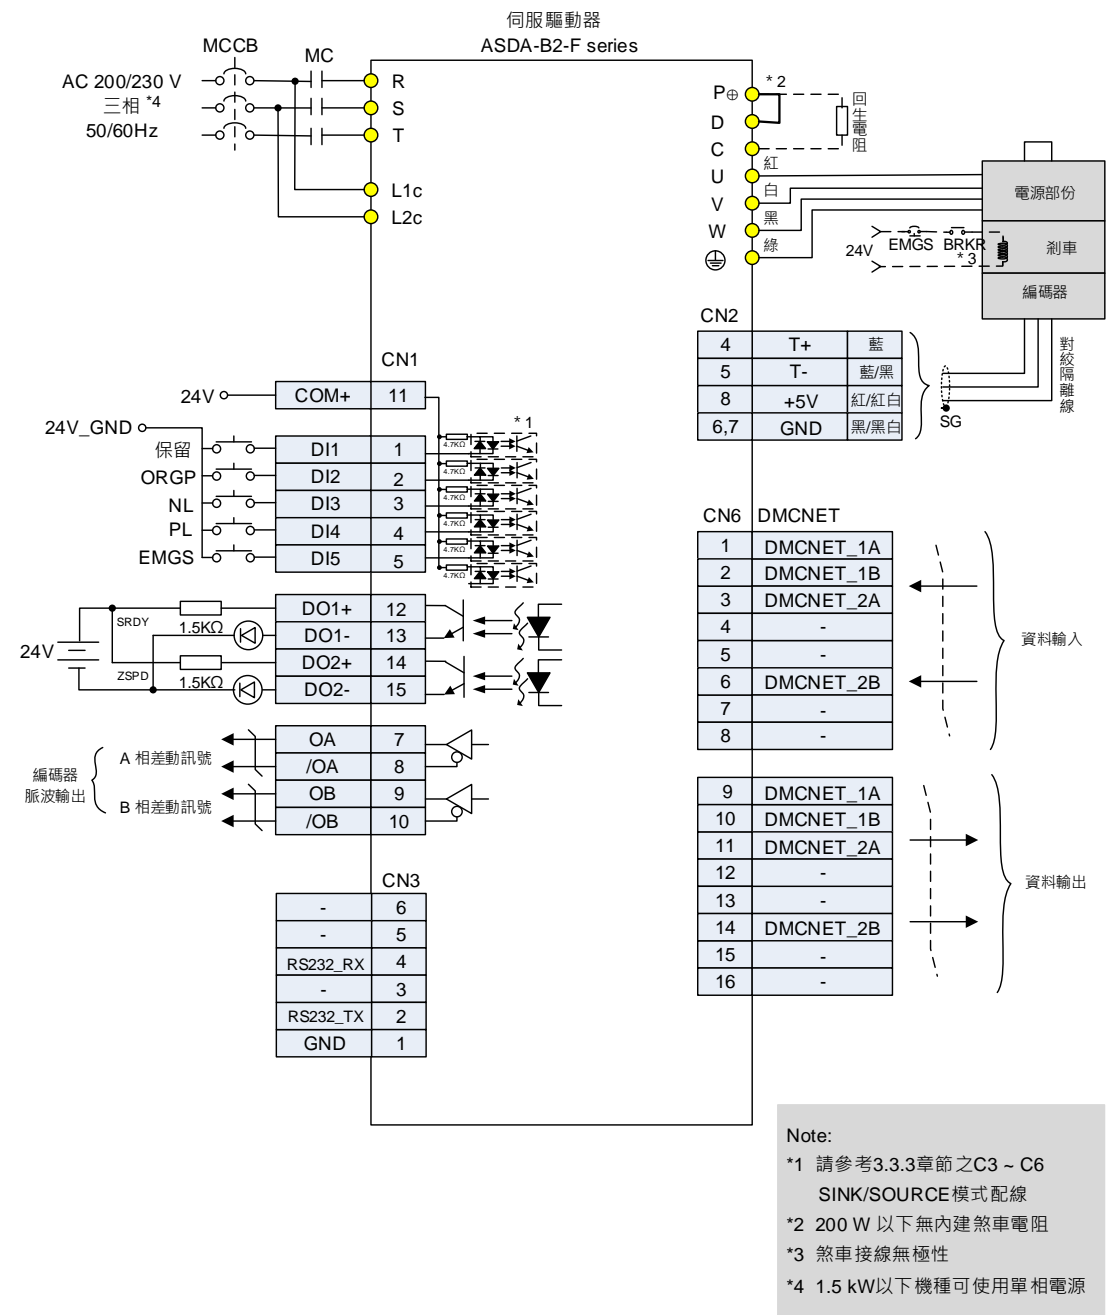 伺服驅動器
ASDA-B2-F series
MCCB
MC
AC 200/230 V
三相 *4
50/60Hz
R
S
T
L1c
L2c
P⊕
D
C
U
V
W
* 2
回生電阻
紅
白
黑
綠
電源部份
24V
EMGS
BRKR
* 3
剎車
編碼器
對絞隔離線
SG
CN2
4 T+ 藍
5 T- 藍/黑
8 +5V 紅/紅白
6,7 GND 黑/黑白
CN1
24V
COM+ 11
24V_GND
* 1
保留 DI1 1 4.7KΩ
ORGP DI2 2 4.7KΩ
NL DI3 3 4.7KΩ
PL DI4 4 4.7KΩ
EMGS DI5 5 4.7KΩ
4.7KΩ
24V
SRDY
1.5KΩ
ZSPD
1.5KΩ
DO1+ 12
DO1- 13
DO2+ 14
DO2- 15
編碼器
脈波輸出
A 相差動訊號
B 相差動訊號
OA 7
/OA 8
OB 9
/OB 10
CN3
- 6
- 5
RS232_RX 4
- 3
RS232_TX 2
GND 1
CN6 DMCNET
1 DMCNET_1A
2 DMCNET_1B
3 DMCNET_2A
4 -
5 -
6 DMCNET_2B
7 -
8 -
資料輸入
9 DMCNET_1A
10 DMCNET_1B
11 DMCNET_2A
12 -
13 -
14 DMCNET_2B
15 -
16 -
資料輸出
Note:
*1 請參考3.3.3章節之C3 ~ C6
SINK/SOURCE模式配線
*2 200 W 以下無內建煞車電阻
*3 煞車接線無極性
*4 1.5 kW以下機種可使用單相電源